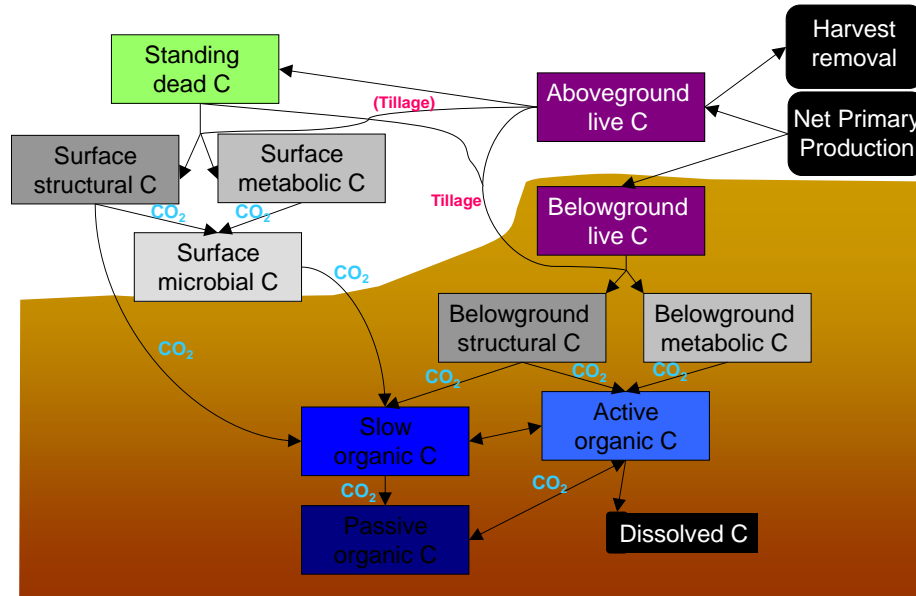 Harvest
removal
Standing
dead C
Aboveground
live C
(Tillage)
Net Primary
Production
Surface
structural C
Surface
metabolic C
Tillage
Belowground
live C
CO₂
CO₂
Surface
microbial C
CO₂
CO₂
Belowground
structural C
Belowground
metabolic C
CO₂
CO₂
CO₂
Slow
organic C
Active
organic C
CO₂
CO₂
Passive
organic C
Dissolved C